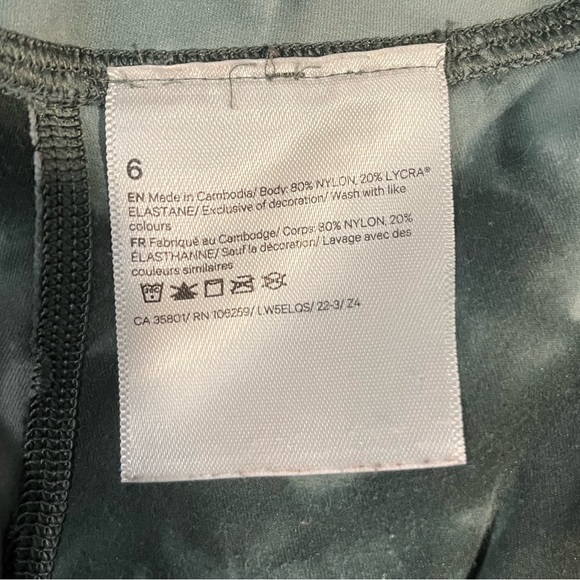 6
EN Made in Cambodia/ Body: 80% NYLON, 20% LYCRA®
ELASTANE/ Exclusive of decoration/ Wash with like
colours
FR Fabriqué au Cambodge/ Corps: 80% NYLON, 20%
ÉLASTHANNE/ Sauf la décoration/ Lavage avec des
couleurs similaires
CA 35801/ RN 106259/ LW5ELQS/ 22-3/ Z4